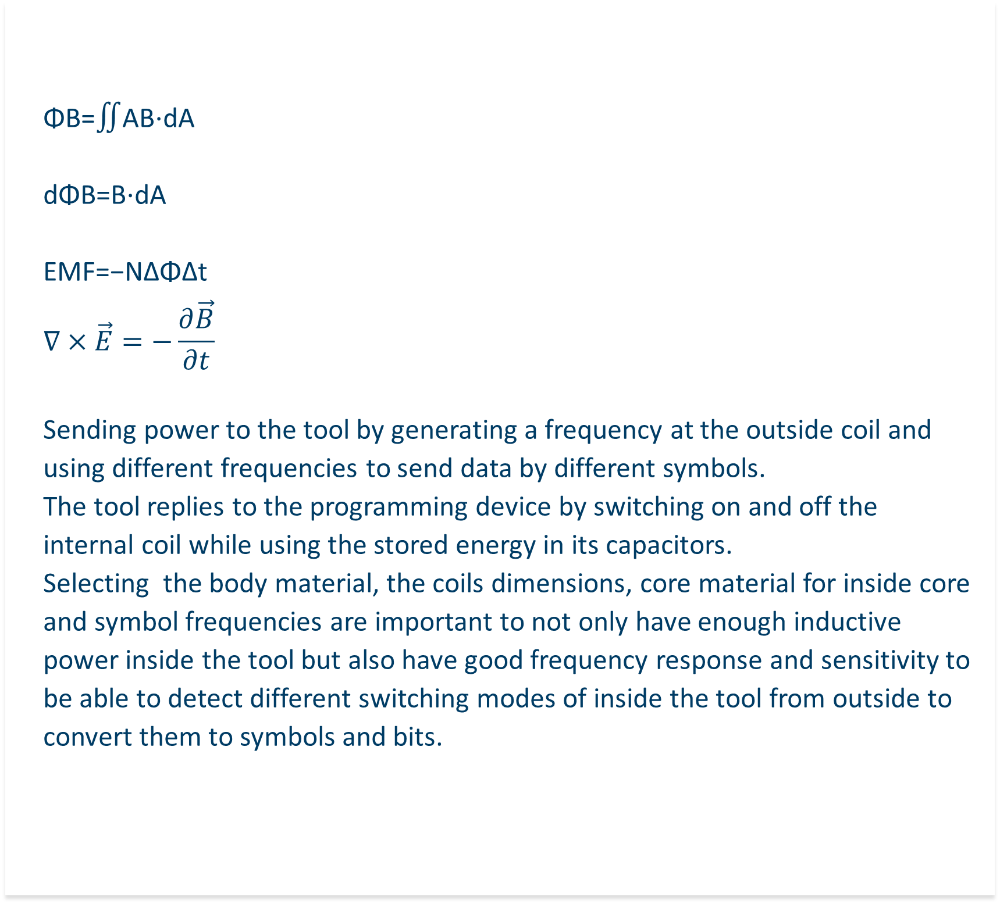 ΦB=∬AB⋅dA
dΦB=B⋅dA
EMF=−NΔΦΔt
∇ × \vec{E} = − \frac{∂\vec{B}}{∂t}
Sending power to the tool by generating a frequency at the outside coil and
using different frequencies to send data by different symbols.
The tool replies to the programming device by switching on and off the
internal coil while using the stored energy in its capacitors.
Selecting  the body material, the coils dimensions, core material for inside core
and symbol frequencies are important to not only have enough inductive
power inside the tool but also have good frequency response and sensitivity to
be able to detect different switching modes of inside the tool from outside to
convert them to symbols and bits.